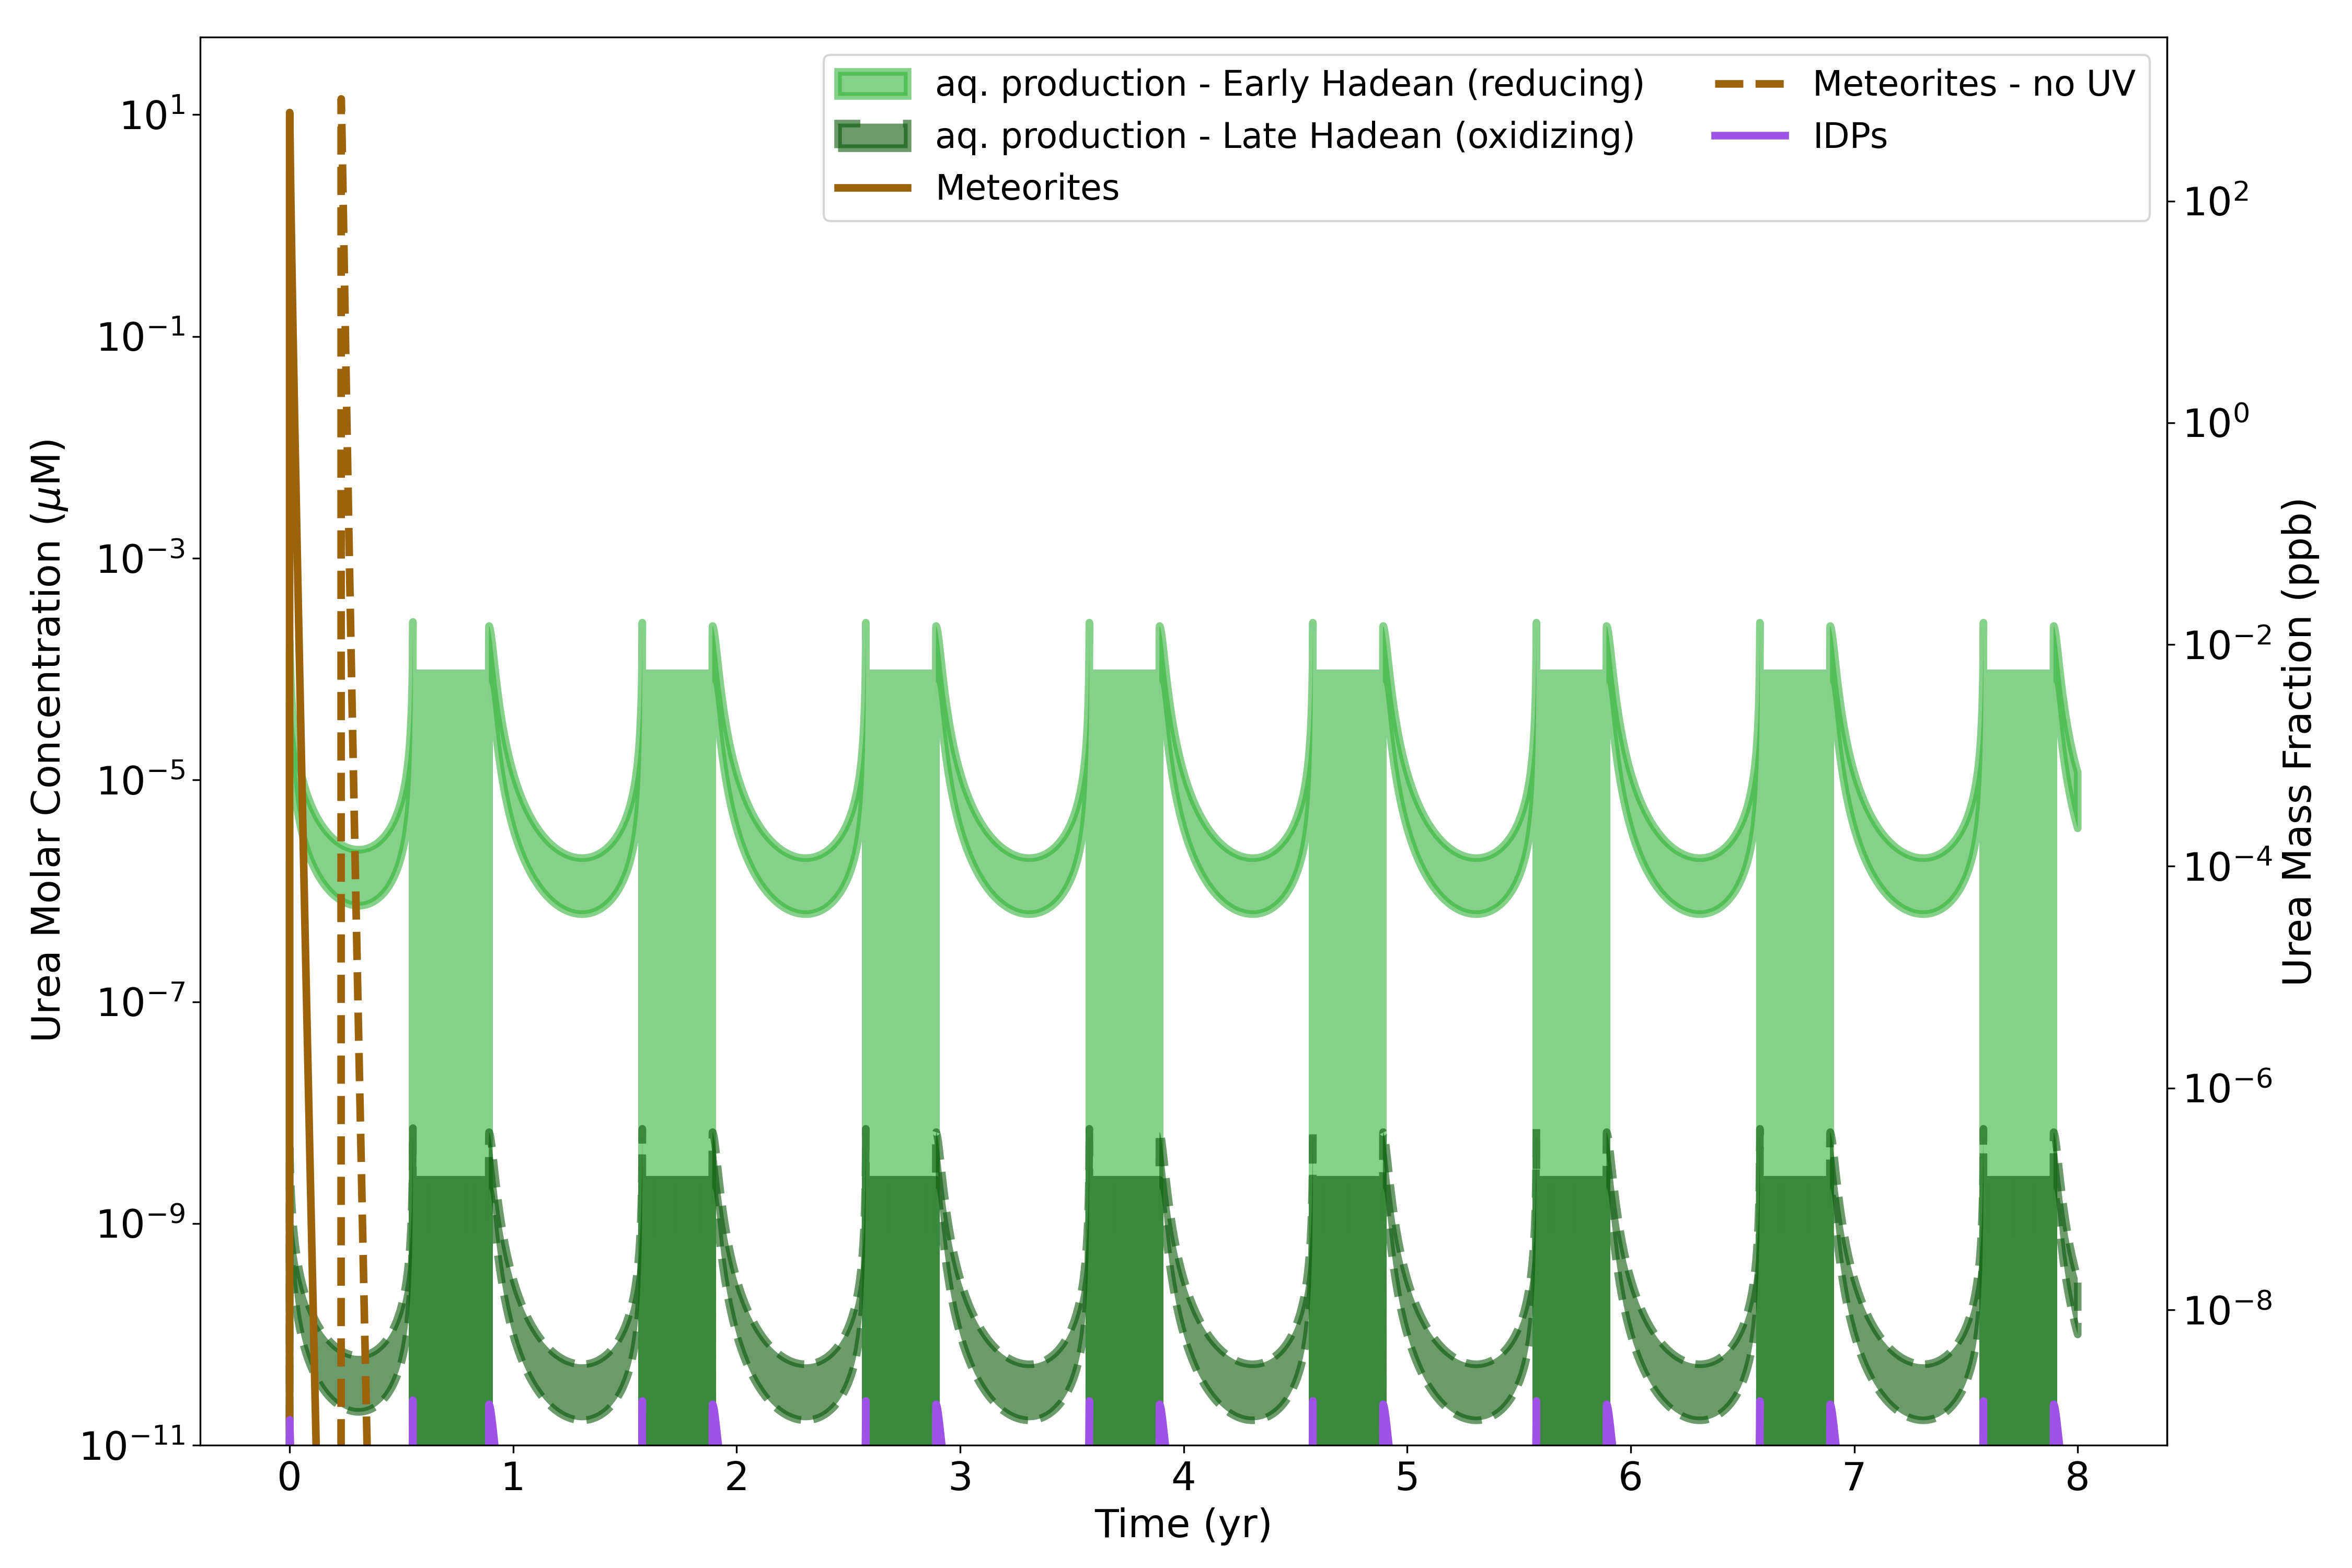 aq. production - Early Hadean (reducing)
aq. production - Late Hadean (oxidizing)
Meteorites
Meteorites - no UV
IDPs
Urea Molar Concentration (μM)
10¹
10⁻¹
10⁻³
10⁻⁵
10⁻⁷
10⁻⁹
10⁻¹¹
10²
10⁰
10⁻²
10⁻⁴
10⁻⁶
10⁻⁸
Urea Mass Fraction (ppb)
0 1 2 3 4 5 6 7 8
Time (yr)